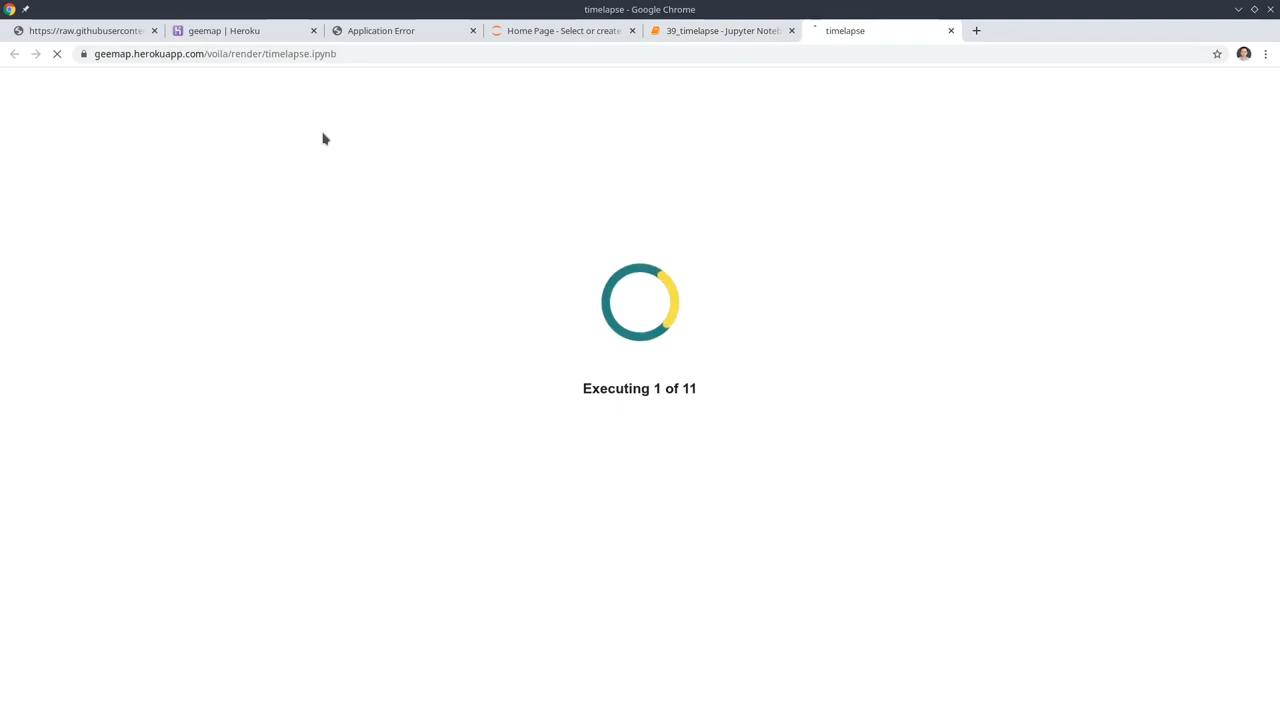 timelapse - Google Chrome
https://raw.githubuserconte
geemap | Heroku
Application Error
Home Page - Select or create
39_timelapse - Jupyter Noteb
timelapse
geemap.herokuapp.com/voila/render/timelapse.ipynb
Executing 1 of 11